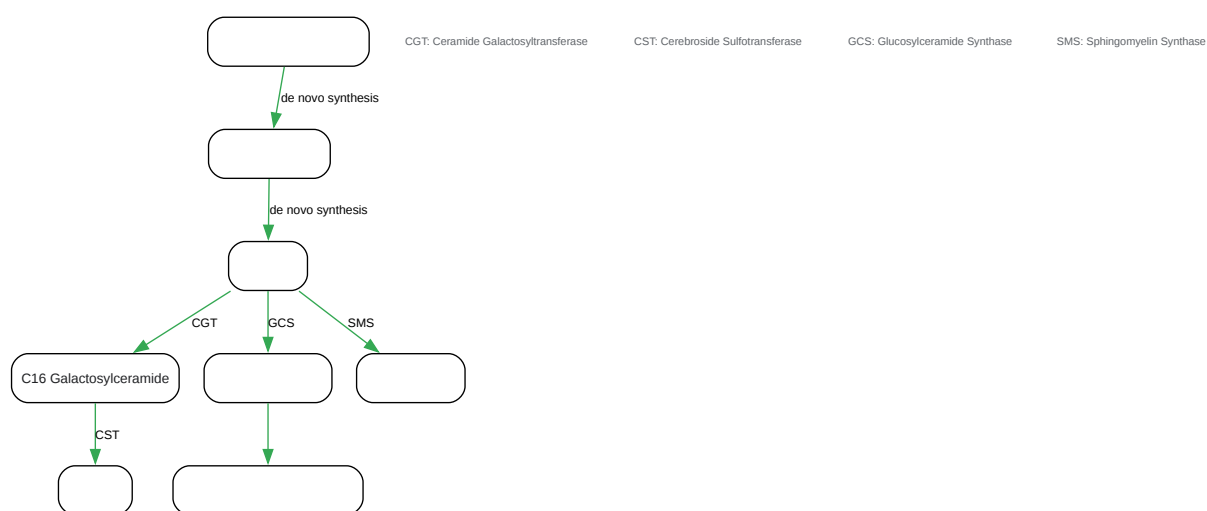 CGT: Ceramide Galactosyltransferase
CST: Cerebroside Sulfotransferase
GCS: Glucosylceramide Synthase
SMS: Sphingomyelin Synthase
de novo synthesis
de novo synthesis
CGT
GCS
SMS
C16 Galactosylceramide
CST